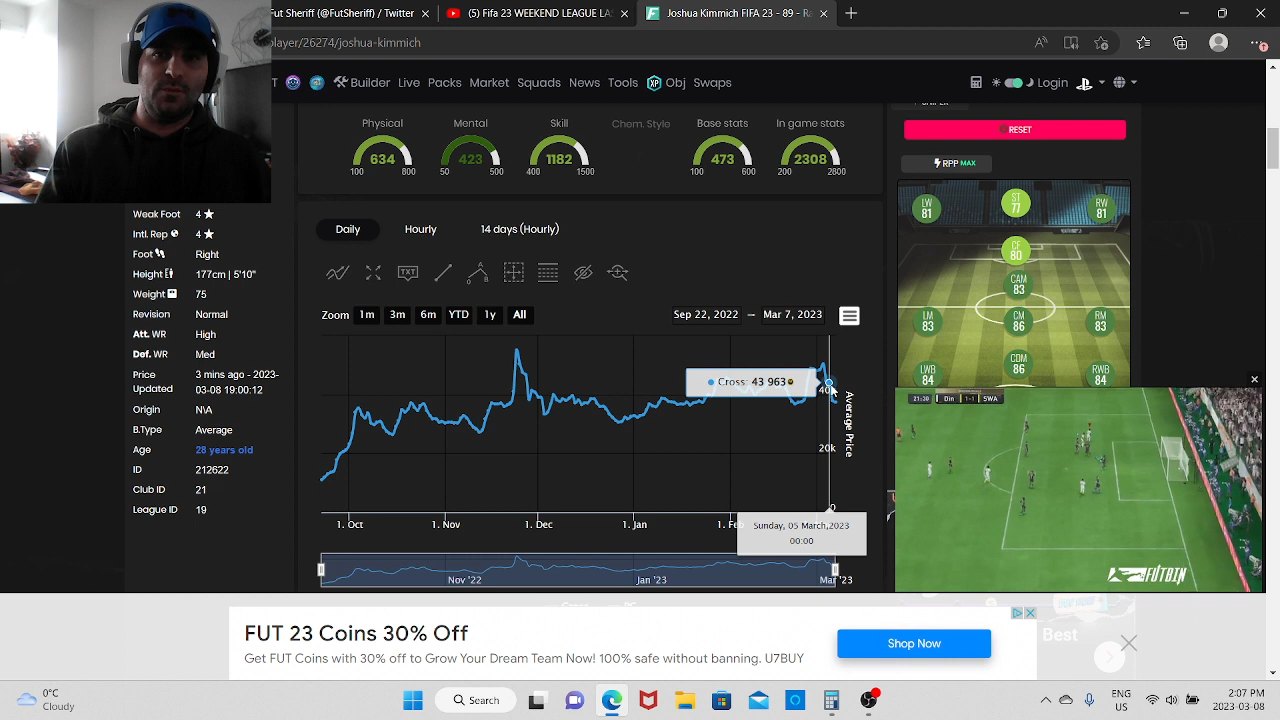 Fut Sheriff (@FutSheriff) / Twitter
(5) Fifa 23 WEEKEND LEAGUE LA
Joshua Kimmich FIFA 23 - 89 - Ra
player/26274/joshua-kimmich
T
Builder Live Packs Market Squads News Tools
XP
Obj Swaps
Login
Physical
Mental
Skill
Chem. Style
Base stats
In game stats
634
423
1182
473
2308
100 800
50 500
400 1500
100 600
200 2800
RESET
RPP MAX
Weak Foot 4
Intl. Rep 4
Foot Right
Height 177cm | 5'10"
Weight 75
Revision Normal
Att. WR High
Def. WR Med
Price Updated 3 mins ago - 2023-03-08 19:00:12
Origin N/A
B.Type Average
Age 28 years old
ID 212622
Club ID 21
League ID 19
Daily
Hourly
(Hourly)
TXT
Zoom 1m 3m 6m YTD 1y All
Sep 22, 2022 – Mar 7, 2023
Cross: 43 963
20k
0
Average Price
1. Oct
1. Nov
1. Dec
1. Jan
Sunday, 05 March,2023
00:00
Nov '22
Jan '23
'23
LW
81
ST
77
RW
81
CF
80
CAM
83
LM
83
CM
86
RM
83
LWB
84
CDM
86
RWB
84
21:30 Din 1-1 SWA
FUTBIN
FUT 23 Coins 30% Off
Get FUT Coins with 30% off to Grow Your Dream Team Now! 100% safe without banning. U7BUY
Shop Now
Best
0°C
Cloudy
Search
ENG
US
2:07 PM
2023-03-08